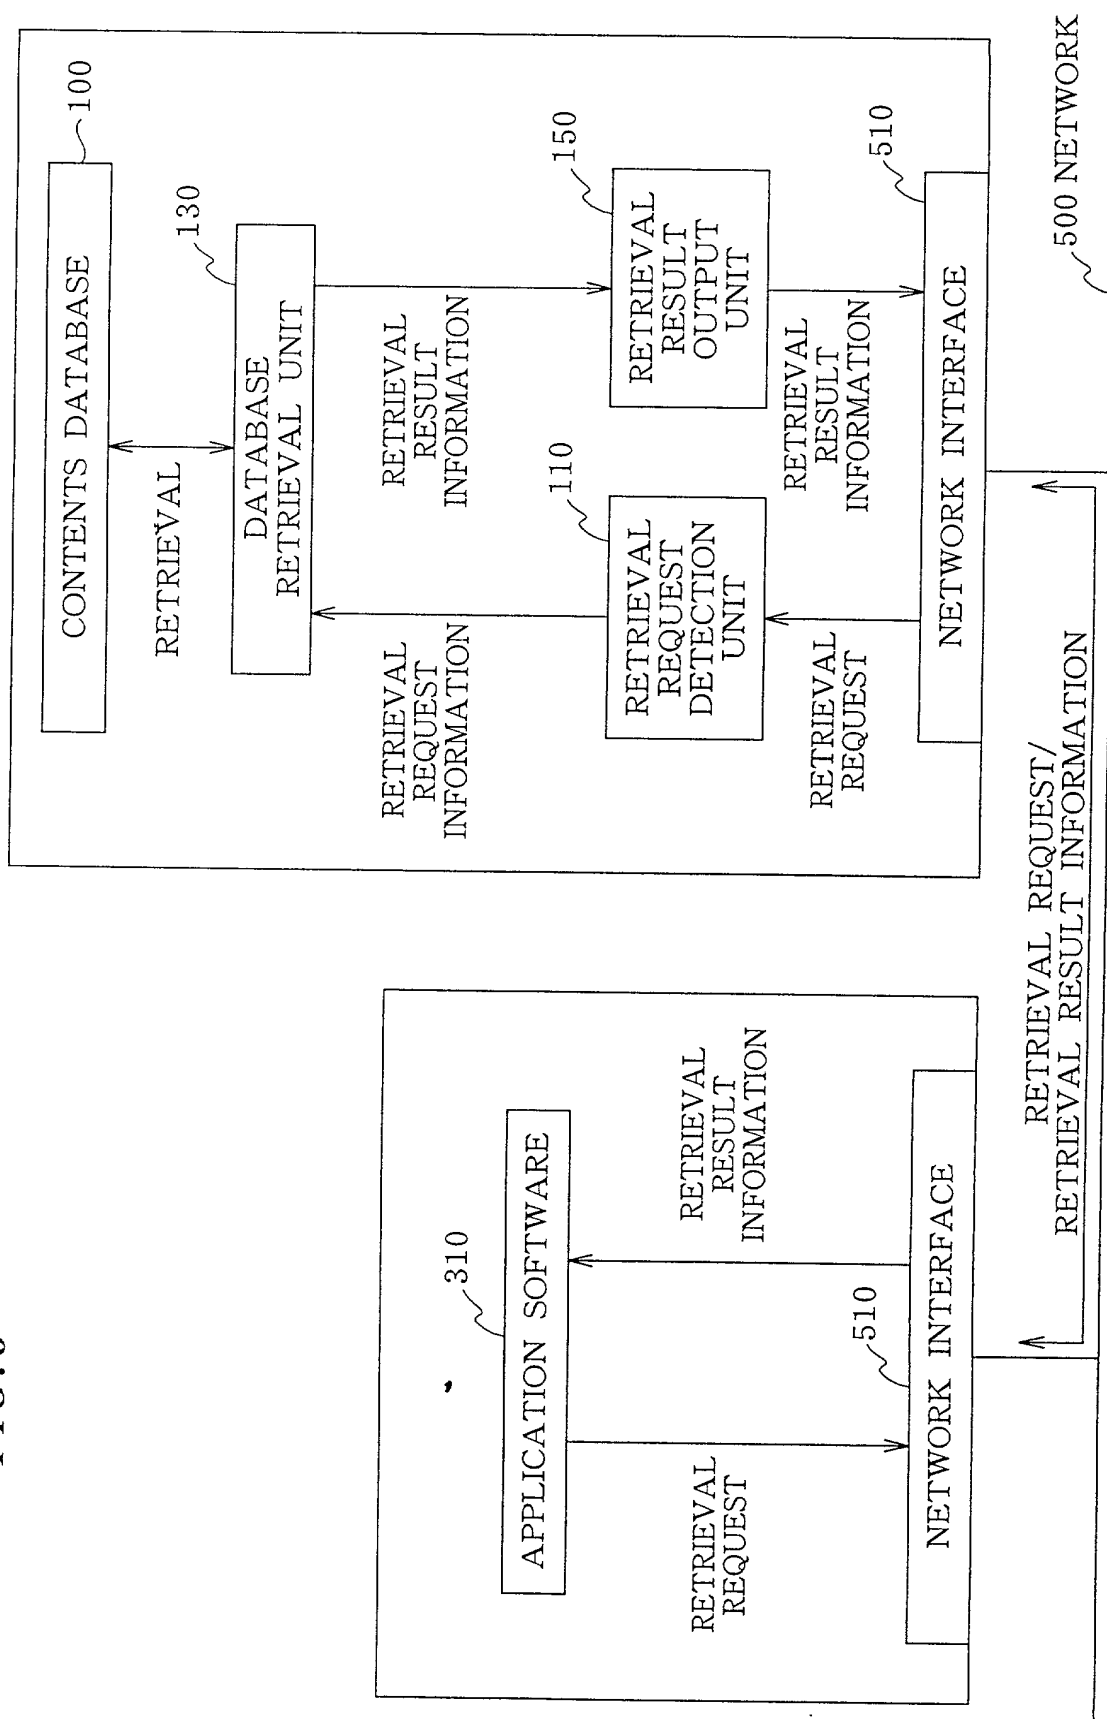 CONTENTS DATABASE
100
RETRIEVAL
130
DATABASE
RETRIEVAL UNIT
RETRIEVAL
REQUEST
INFORMATION
RETRIEVAL
RESULT
INFORMATION
110
RETRIEVAL
REQUEST
DETECTION
UNIT
150
RETRIEVAL
RESULT
OUTPUT
UNIT
RETRIEVAL
REQUEST
RETRIEVAL
RESULT
INFORMATION
510
NETWORK INTERFACE
310
APPLICATION SOFTWARE
RETRIEVAL
REQUEST
RETRIEVAL
RESULT
INFORMATION
510
NETWORK INTERFACE
RETRIEVAL REQUEST/
RETRIEVAL RESULT INFORMATION
500 NETWORK